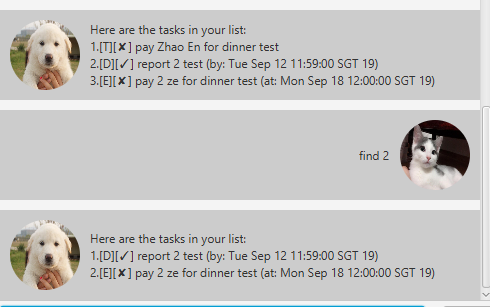 Here are the tasks in your list:
1.[T][✘] pay Zhao En for dinner test
2.[D][✓] report 2 test (by: Tue Sep 12 11:59:00 SGT 19)
3.[E][✘] pay 2 ze for dinner test (at: Mon Sep 18 12:00:00 SGT 19)
find 2
Here are the tasks in your list:
1.[D][✓] report 2 test (by: Tue Sep 12 11:59:00 SGT 19)
2.[E][✘] pay 2 ze for dinner test (at: Mon Sep 18 12:00:00 SGT 19)